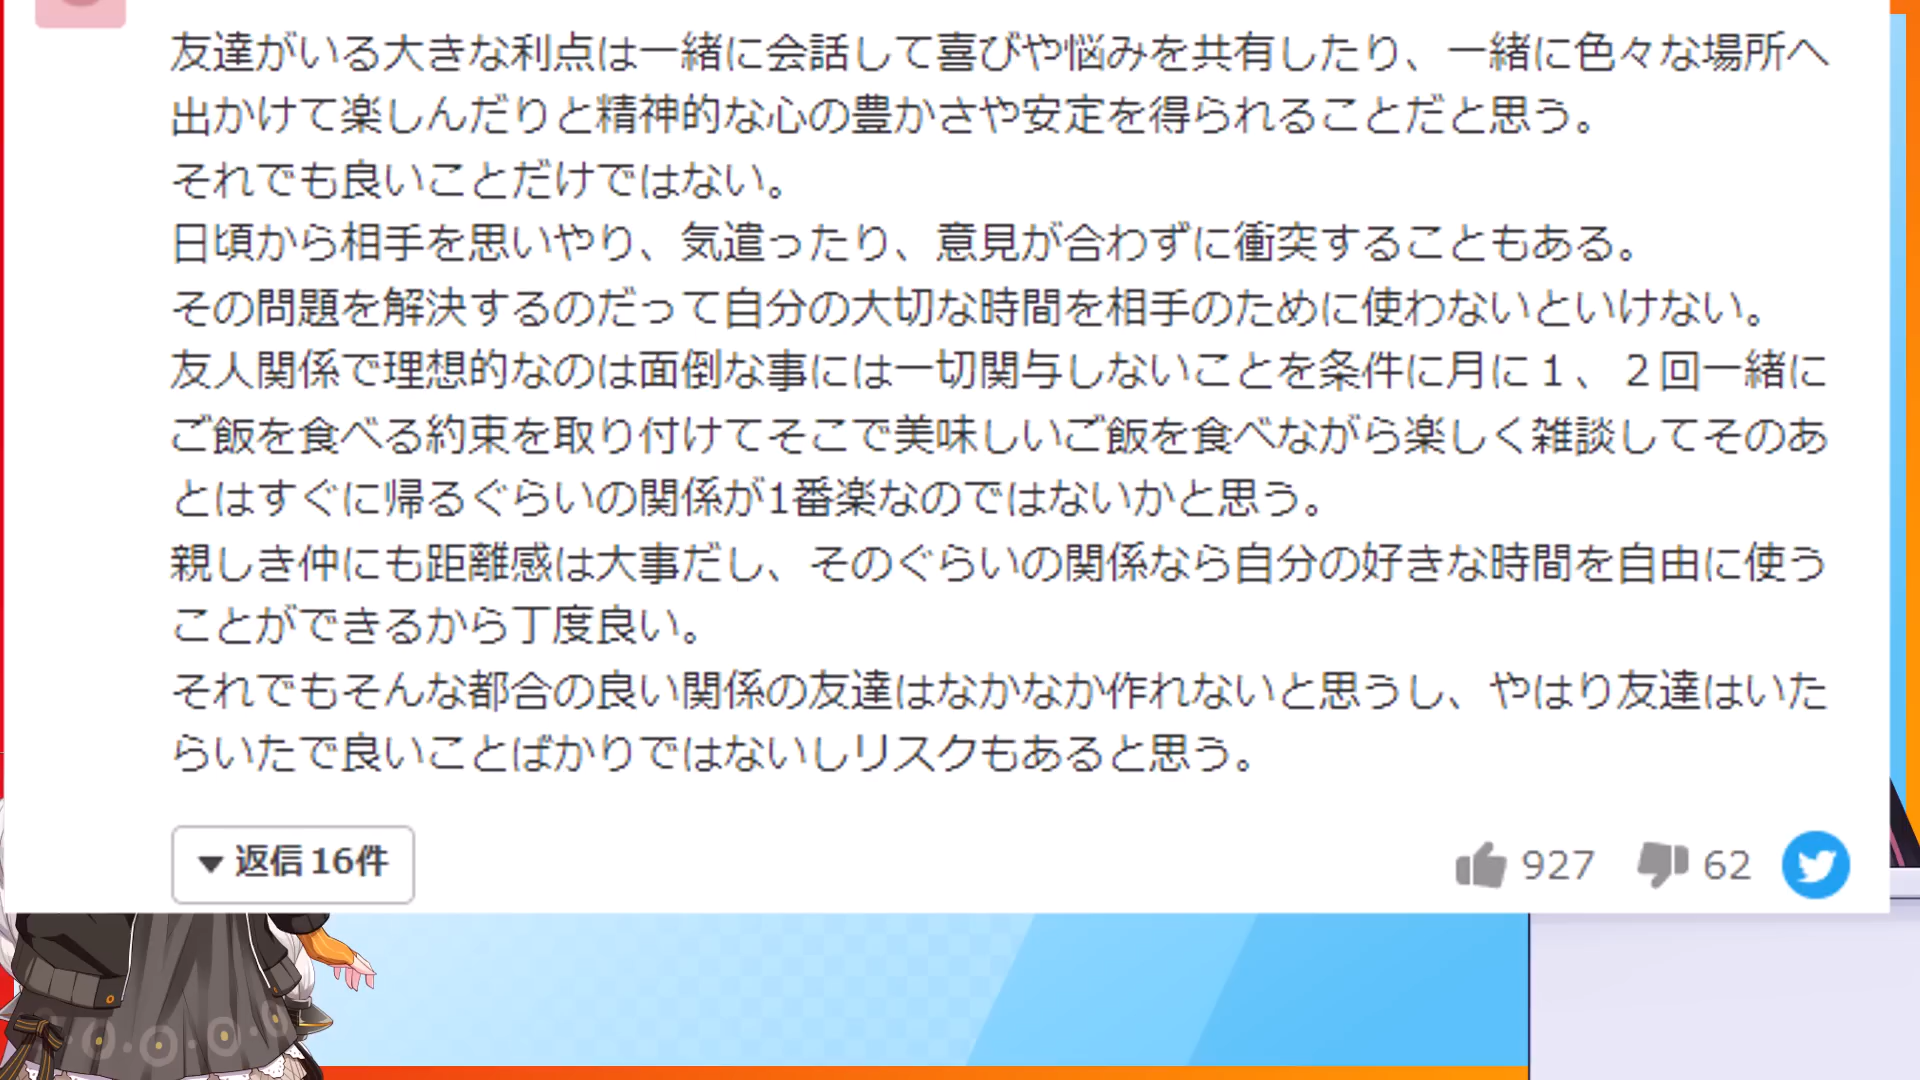 友達がいる大きな利点は一緒に会話して喜びや悩みを共有したり、一緒に色々な場所へ
出かけて楽しんだりと精神的な心の豊かさや安定を得られることだと思う。
それでも良いことだけではない。
日頃から相手を思いやり、気遣ったり、意見が合わずに衝突することもある。
その問題を解決するのだって自分の大切な時間を相手のために使わないといけない。
友人関係で理想的なのは面倒な事には一切関与しないことを条件に月に１、２回一緒に
ご飯を食べる約束を取り付けてそこで美味しいご飯を食べながら楽しく雑談してそのあ
とはすぐに帰るぐらいの関係が1番楽なのではないかと思う。
親しき仲にも距離感は大事だし、そのぐらいの関係なら自分の好きな時間を自由に使う
ことができるから丁度良い。
それでもそんな都合の良い関係の友達はなかなか作れないと思うし、やはり友達はいた
らいたで良いことばかりではないしリスクもあると思う。
返信16件
927 62